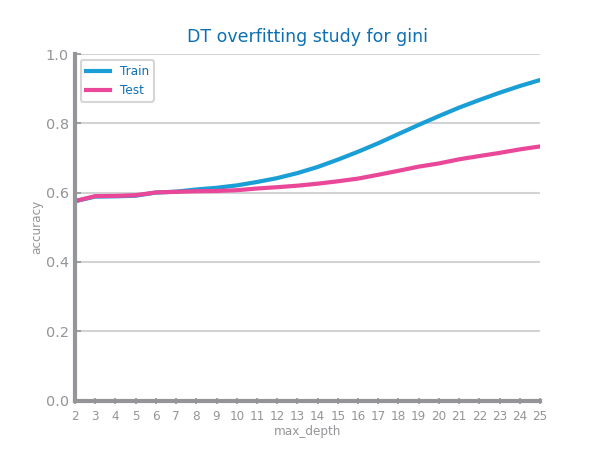 DT overfitting study for gini
1.0
0.8
0.6
0.4
0.2
0.0
accuracy
Train
Test
2 3 4 5 6 7 8 9 10 11 12 13 14 15 16 17 18 19 20 21 22 23 24 25
max_depth